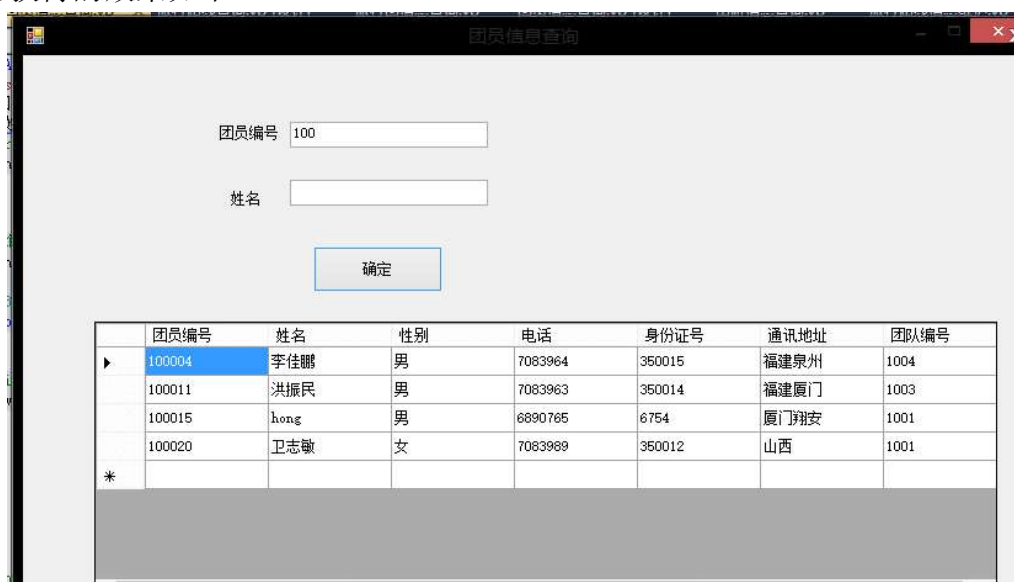 团员信息查询
团员编号 100
姓名
确定
团员编号 姓名 性别 电话 身份证号 通讯地址 团队编号
100004 李佳鹏 男 7083964 350015 福建泉州 1004
100011 洪振民 男 7083963 350014 福建厦门 1003
100015 hong 男 6890765 6754 厦门翔安 1001
100020 卫志敏 女 7083989 350012 山西 1001